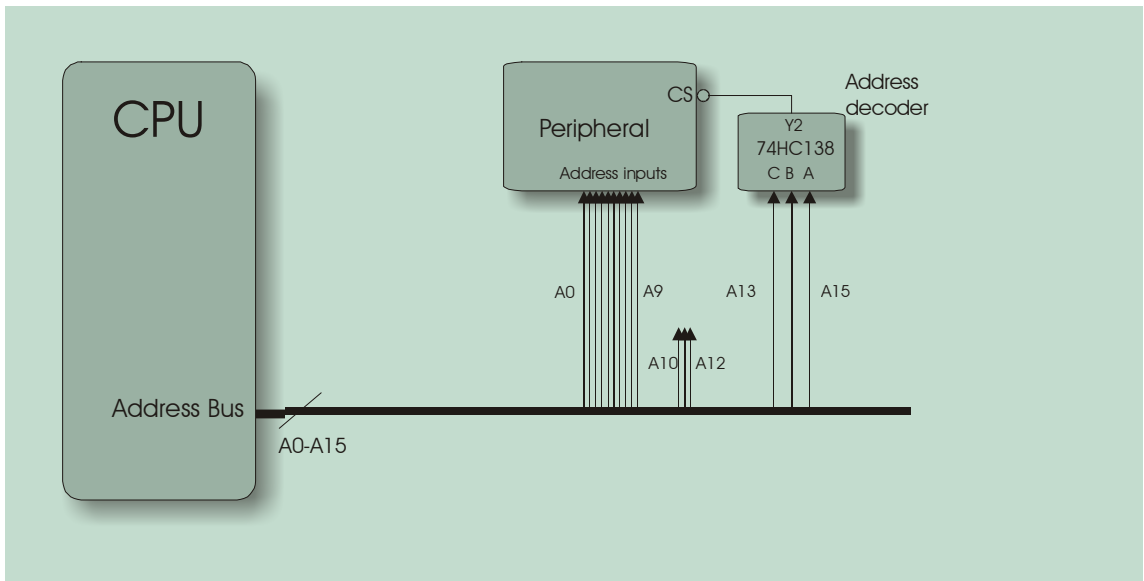 CPU
Address Bus
A0-A15
Peripheral
CS
Address inputs
Address
decoder
Y2
74HC138
C B A
A0
A9
A10
A12
A13
A15